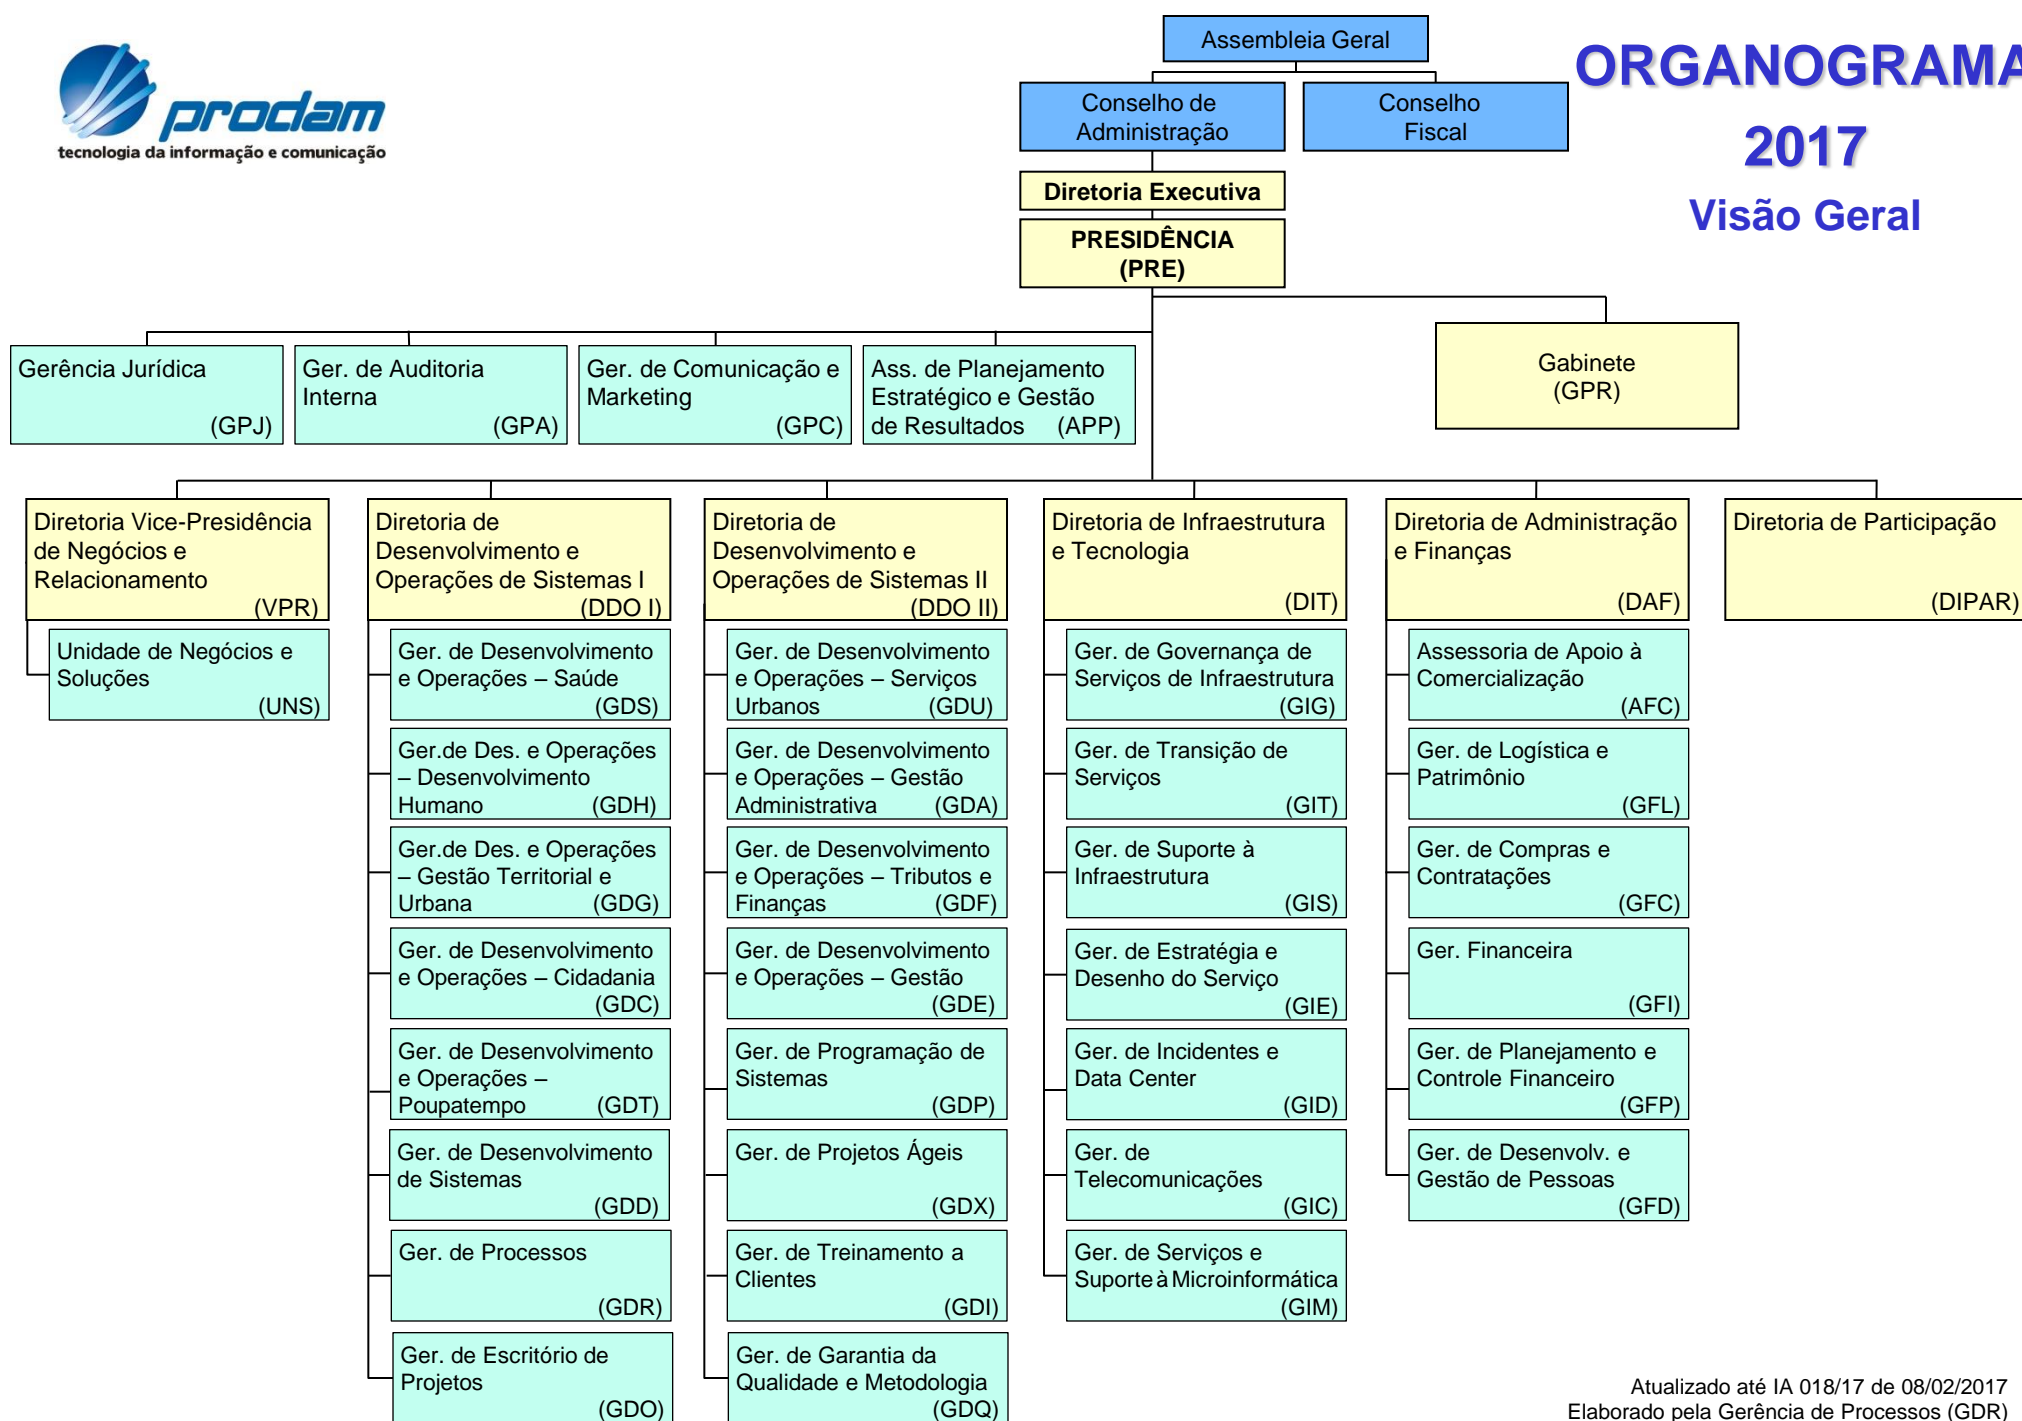 prodam
tecnologia da informação e comunicação
Assembleia Geral
Conselho de
Administração
Conselho
Fiscal
ORGANOGRAMA
2017
Visão Geral
Diretoria Executiva
PRESIDÊNCIA
(PRE)
Gerência Jurídica
(GPJ)
Ger. de Auditoria
Interna
(GPA)
Ger. de Comunicação e
Marketing
(GPC)
Ass. de Planejamento
Estratégico e Gestão
de Resultados (APP)
Gabinete
(GPR)
Diretoria Vice-Presidência
de Negócios e
Relacionamento
(VPR)
Unidade de Negócios e
Soluções
(UNS)
Diretoria de
Desenvolvimento e
Operações de Sistemas I
(DDO I)
Ger. de Desenvolvimento
e Operações – Saúde
(GDS)
Ger.de Des. e Operações
– Desenvolvimento
Humano (GDH)
Ger.de Des. e Operações
– Gestão Territorial e
Urbana (GDG)
Ger. de Desenvolvimento
e Operações – Cidadania
(GDC)
Ger. de Desenvolvimento
e Operações –
Poupatempo (GDT)
Ger. de Desenvolvimento
de Sistemas
(GDD)
Ger. de Processos
(GDR)
Ger. de Escritório de
Projetos
(GDO)
Diretoria de
Desenvolvimento e
Operações de Sistemas II
(DDO II)
Ger. de Desenvolvimento
e Operações – Serviços
Urbanos (GDU)
Ger. de Desenvolvimento
e Operações – Gestão
Administrativa (GDA)
Ger. de Desenvolvimento
e Operações – Tributos e
Finanças (GDF)
Ger. de Desenvolvimento
e Operações – Gestão
(GDE)
Ger. de Programação de
Sistemas
(GDP)
Ger. de Projetos Ágeis
(GDX)
Ger. de Treinamento a
Clientes
(GDI)
Ger. de Garantia da
Qualidade e Metodologia
(GDQ)
Diretoria de Infraestrutura
e Tecnologia
(DIT)
Ger. de Governança de
Serviços de Infraestrutura
(GIG)
Ger. de Transição de
Serviços
(GIT)
Ger. de Suporte à
Infraestrutura
(GIS)
Ger. de Estratégia e
Desenho do Serviço
(GIE)
Ger. de Incidentes e
Data Center
(GID)
Ger. de
Telecomunicações
(GIC)
Ger. de Serviços e
Suporte à Microinformática
(GIM)
Diretoria de Administração
e Finanças
(DAF)
Assessoria de Apoio à
Comercialização
(AFC)
Ger. de Logística e
Patrimônio
(GFL)
Ger. de Compras e
Contratações
(GFC)
Ger. Financeira
(GFI)
Ger. de Planejamento e
Controle Financeiro
(GFP)
Ger. de Desenvolv. e
Gestão de Pessoas
(GFD)
Diretoria de Participação
(DIPAR)
Atualizado até IA 018/17 de 08/02/2017
Elaborado pela Gerência de Processos (GDR)